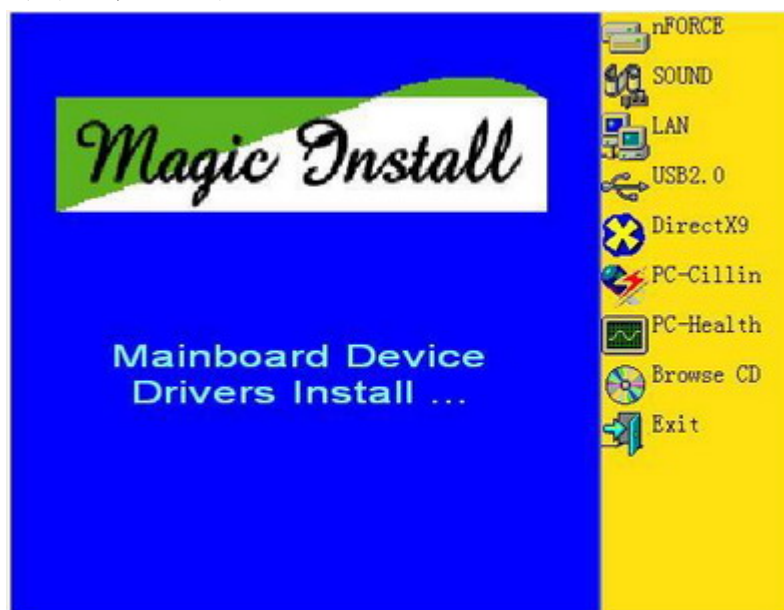 Magic Install
Mainboard Device
Drivers Install ...
nFORCE
SOUND
LAN
USB2.0
DirectX9
PC-Cillin
PC-Health
Browse CD
Exit